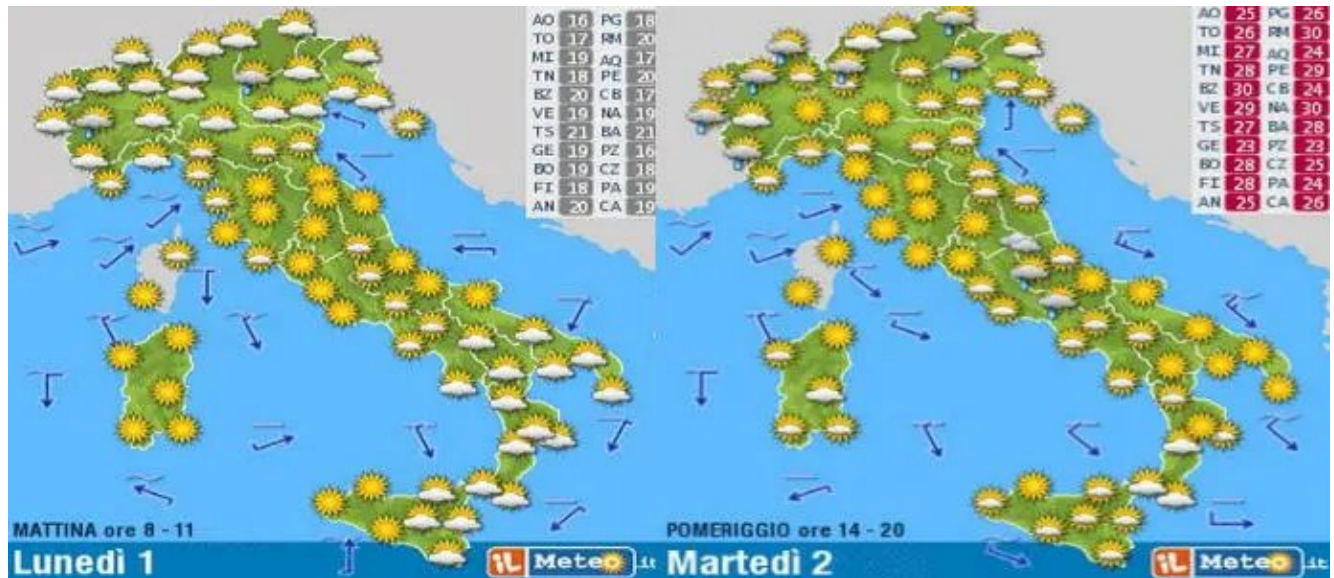 AO 16 PG 18
TO 17 RM 20
MI 19 AQ 17
TN 18 PE 20
BZ 20 CB 17
VE 19 NA 19
TS 21 BA 21
GE 19 PZ 16
BO 19 CZ 18
FI 18 PA 19
AN 20 CA 19
MATTINA ore 8 - 11
Lunedì 1
iL Meteo.it
AO 25 PG 26
TO 26 RM 30
MI 27 AQ 24
TN 28 PE 29
BZ 30 CB 24
VE 29 NA 30
TS 27 BA 28
GE 23 PZ 23
BO 28 CZ 25
FI 28 PA 24
AN 25 CA 26
POMERIGGIO ore 14 - 20
Martedì 2
iL Meteo.it